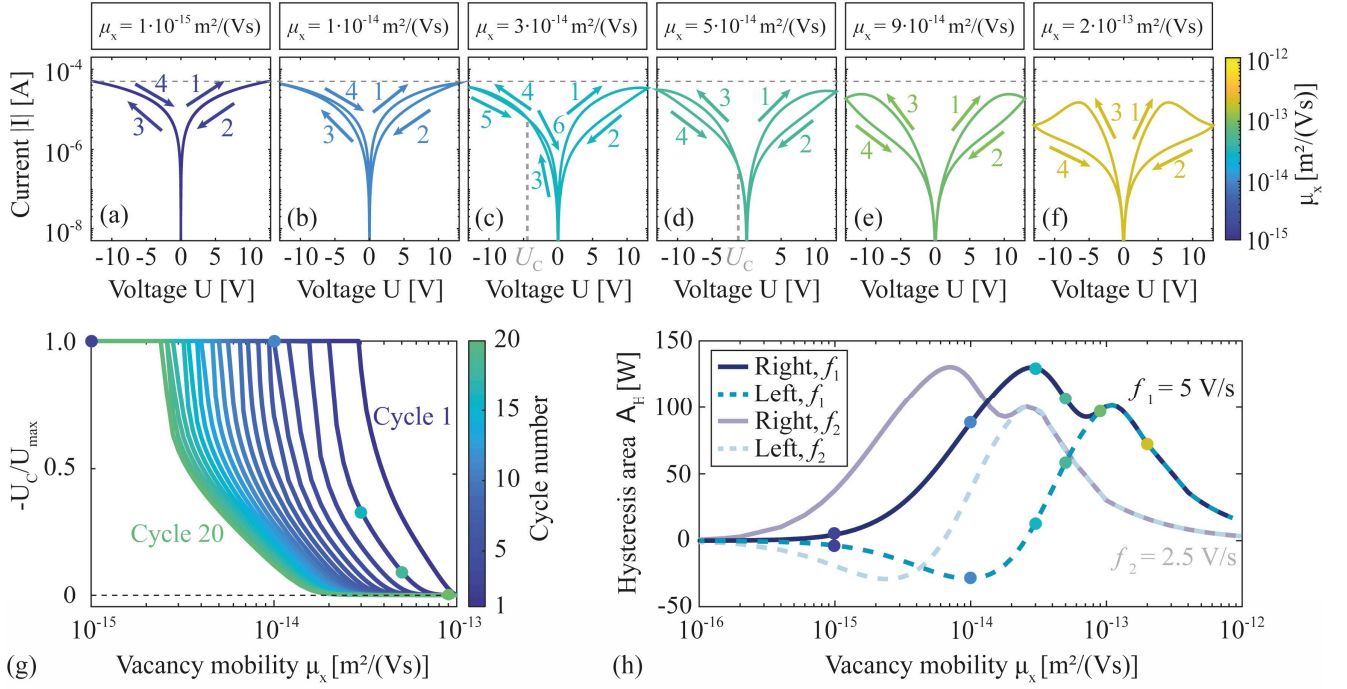 μₓ = 1·10⁻¹⁵ m²/(Vs)
μₓ = 1·10⁻¹⁴ m²/(Vs)
μₓ = 3·10⁻¹⁴ m²/(Vs)
μₓ = 5·10⁻¹⁴ m²/(Vs)
μₓ = 9·10⁻¹⁴ m²/(Vs)
μₓ = 2·10⁻¹³ m²/(Vs)
Current |I| [A]
10⁻⁴
10⁻⁶
10⁻⁸
4 1
3 2
(a)
4 1
3 2
(b)
4 1
5 6 2
3
(c)
3 1
4 2
(d)
3 1
4 2
(e)
3 1
4 2
(f)
10⁻¹²
10⁻¹³
10⁻¹⁴
10⁻¹⁵
μₓ [m²/(Vs)]
-10 -5 0 5 10
-10 -5 0 5 10
-10 U_C 0 5 10
-10 -5 U_C 0 5 10
-10 -5 0 5 10
-10 -5 0 5 10
Voltage U [V]
Voltage U [V]
Voltage U [V]
Voltage U [V]
Voltage U [V]
Voltage U [V]
-U_C/U_max
1.0
0.5
0
Cycle 1
Cycle 20
10⁻¹⁵ 10⁻¹⁴ 10⁻¹³
Vacancy mobility μₓ [m²/(Vs)]
(g)
20
15
10
5
1
Cycle number
Hysteresis area A_H [W]
150
100
50
0
-50
Right, f₁
Left, f₁
Right, f₂
Left, f₂
f₁ = 5 V/s
f₂ = 2.5 V/s
10⁻¹⁶ 10⁻¹⁵ 10⁻¹⁴ 10⁻¹³ 10⁻¹²
Vacancy mobility μₓ [m²/(Vs)]
(h)